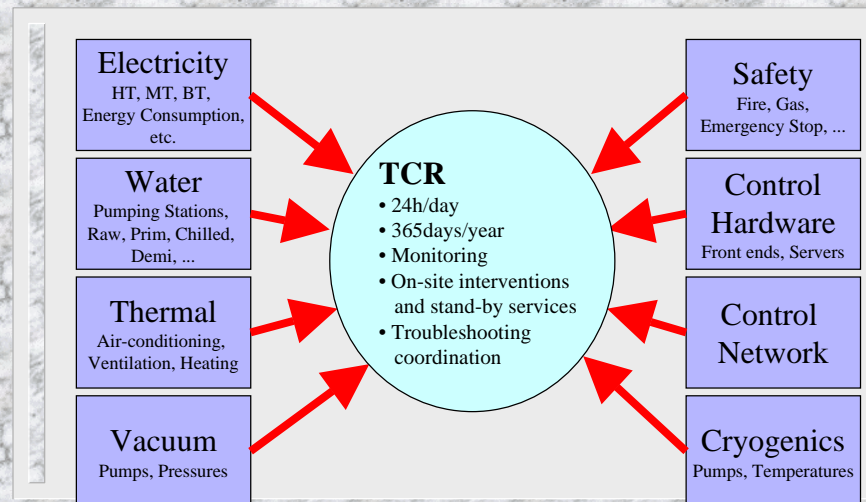 Electricity
HT, MT, BT,
Energy Consumption,
etc.
Water
Pumping Stations,
Raw, Prim, Chilled,
Demi, ...
Thermal
Air-conditioning,
Ventilation, Heating
Vacuum
Pumps, Pressures
TCR
• 24h/day
• 365days/year
• Monitoring
• On-site interventions
and stand-by services
• Troubleshooting
coordination
Safety
Fire, Gas,
Emergency Stop, ...
Control
Hardware
Front ends, Servers
Control
Network
Cryogenics
Pumps, Temperatures